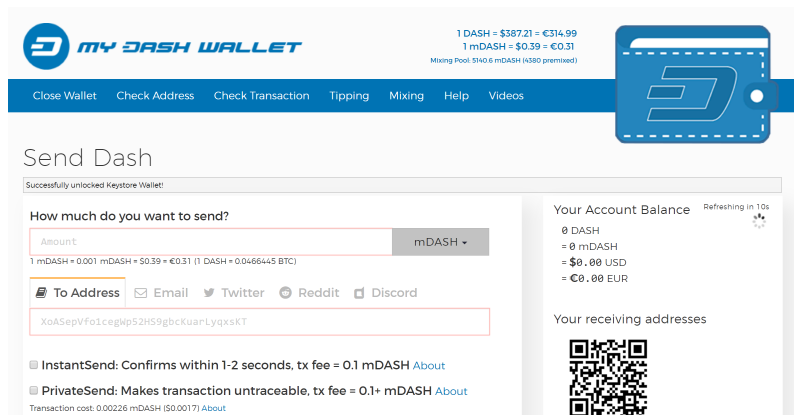 MY DASH WALLET
1 DASH = $387.21 = €314.99
1 mDASH = $0.39 = €0.31
Mixing Pool: 5140.6 mDASH (4380 premixed)
Close Wallet Check Address Check Transaction Tipping Mixing Help Videos
Send Dash
Successfully unlocked Keystore Wallet!
How much do you want to send?
Amount mDASH
1 mDASH = 0.001 mDASH = $0.39 = €0.31 (1 DASH = 0.0466445 BTC)
To Address Email Twitter Reddit Discord
XoASepVfo1cegWp52HS9gbcKuarLyqxsKT
InstantSend: Confirms within 1-2 seconds, tx fee = 0.1 mDASH About
PrivateSend: Makes transaction untraceable, tx fee = 0.1+ mDASH About
Transaction cost: 0.00226 mDASH ($0.0017) About
Your Account Balance Refreshing in 10s
0 DASH
= 0 mDASH
= $0.00 USD
= €0.00 EUR
Your receiving addresses